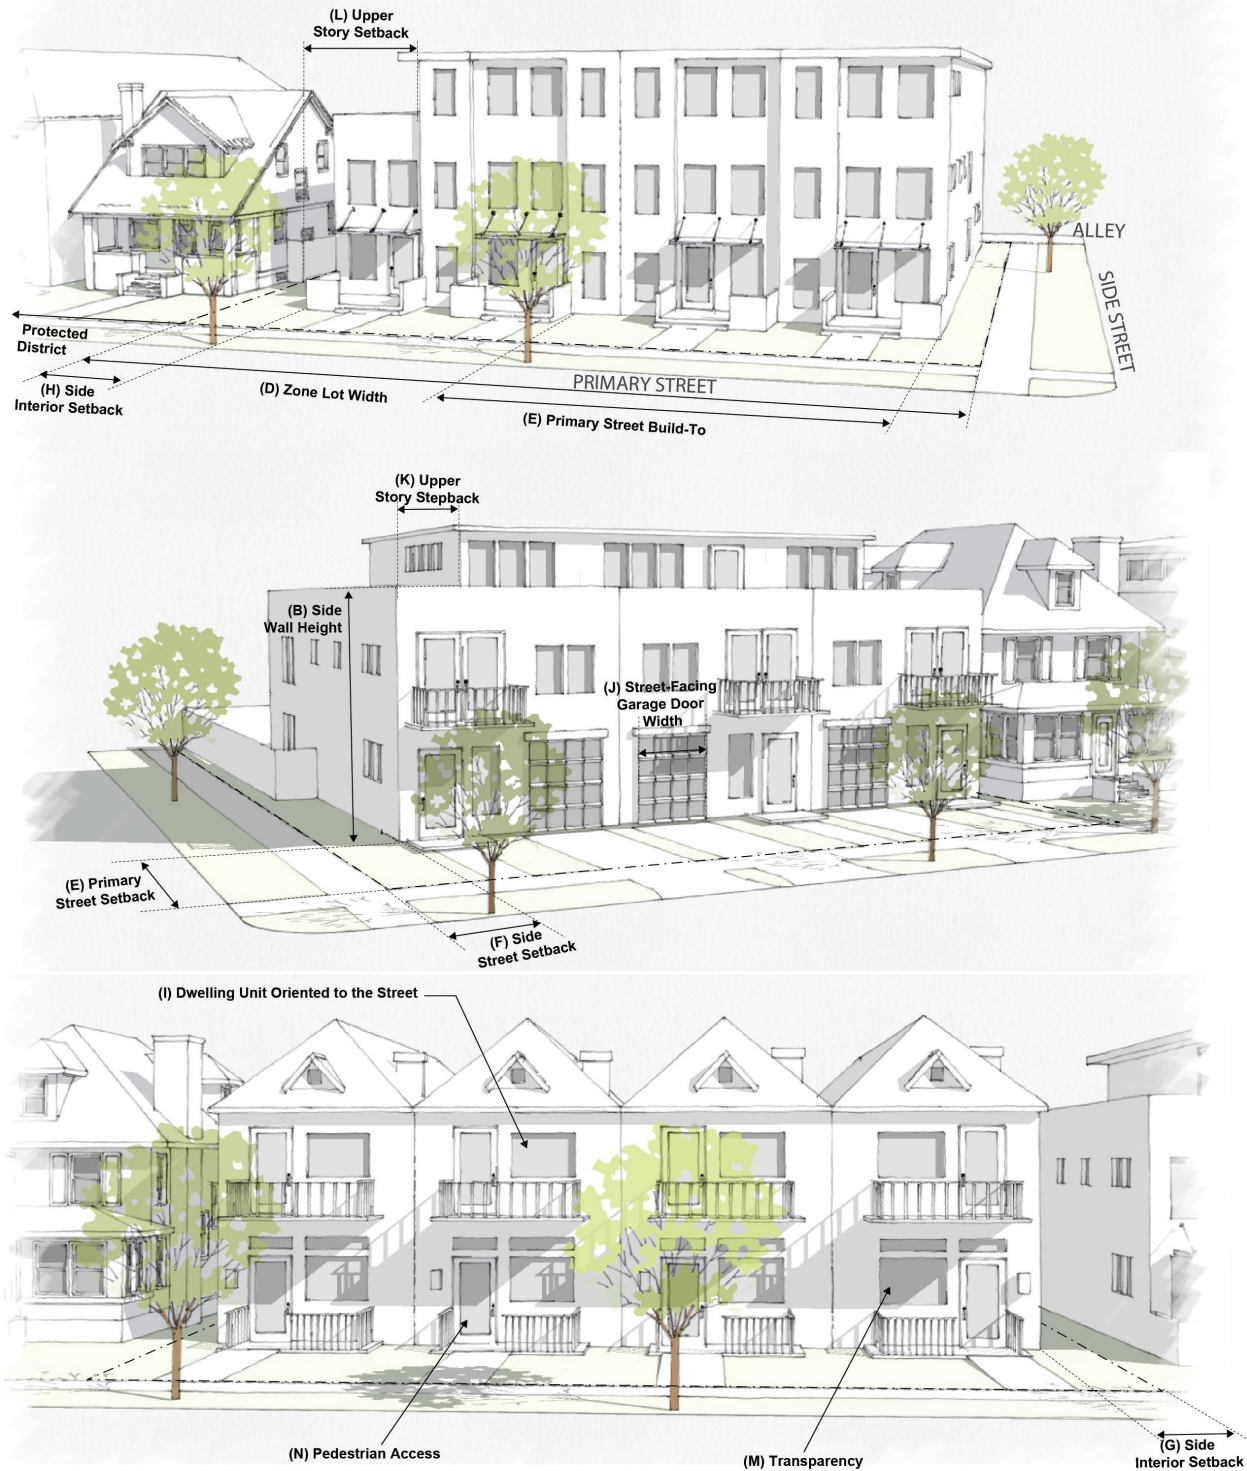 (L) Upper
Story Setback
ALLEY
SIDE STREET
Protected
District
(H) Side
Interior Setback
(D) Zone Lot Width
PRIMARY STREET
(E) Primary Street Build-To
(K) Upper
Story Stepback
(B) Side
Wall Height
(J) Street-Facing
Garage Door
Width
(E) Primary
Street Setback
(F) Side
Street Setback
(I) Dwelling Unit Oriented to the Street
(N) Pedestrian Access
(M) Transparency
(G) Side
Interior Setback